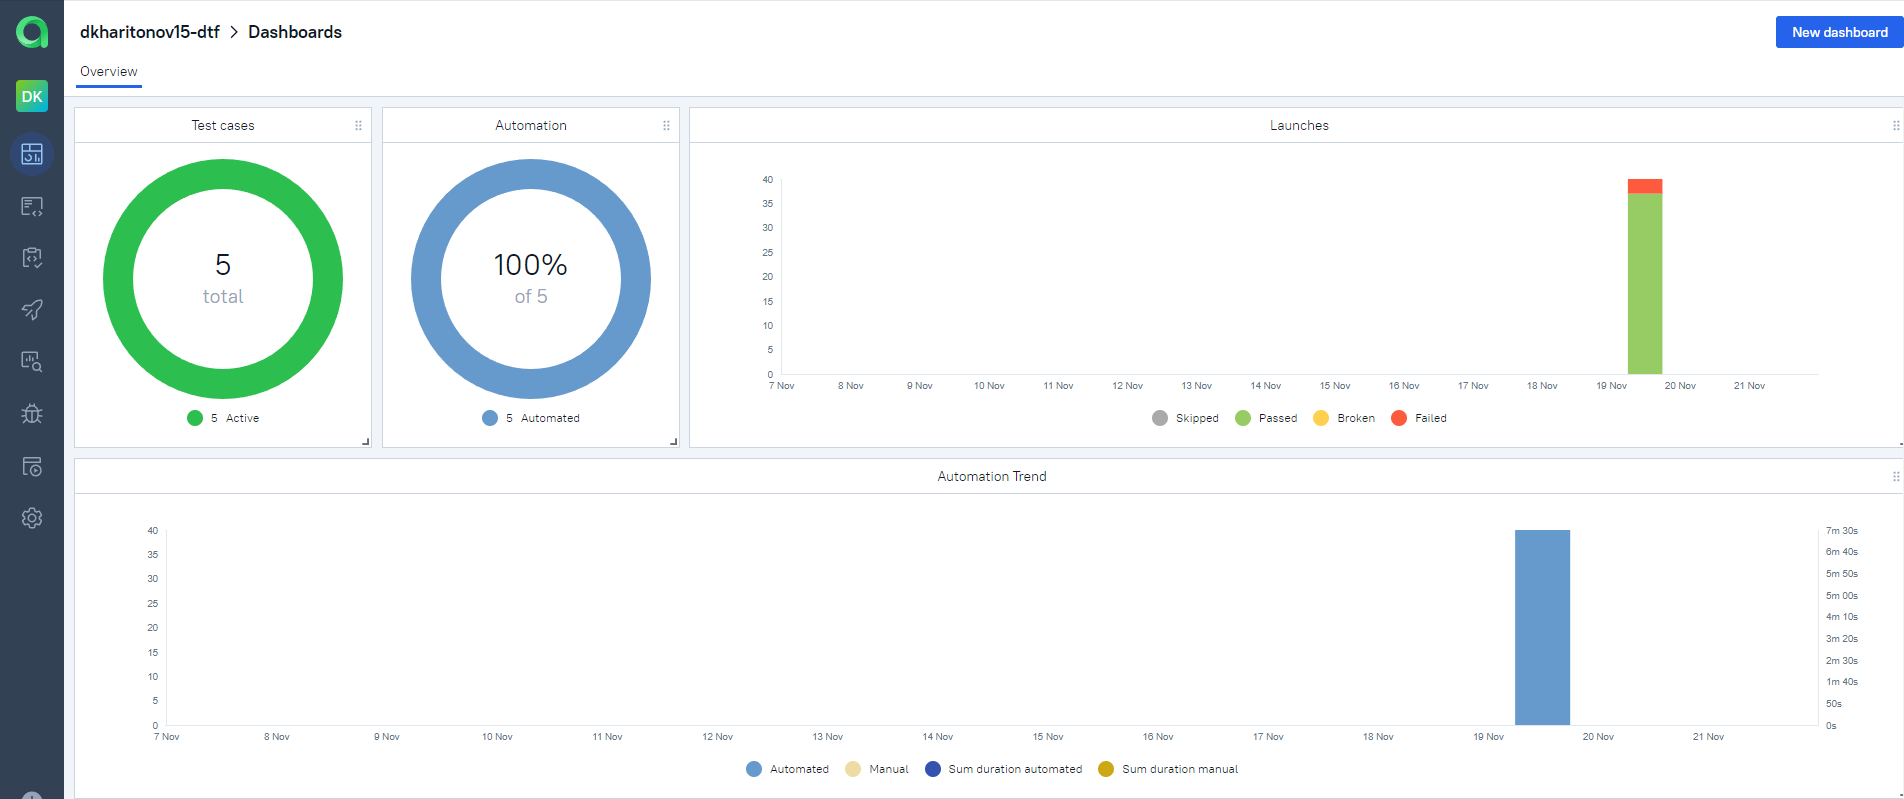 dkharitonov15-dtf > Dashboards
New dashboard
Overview
DK
Test cases
5
total
5 Active
Automation
100%
of 5
5 Automated
Launches
40
35
30
25
20
15
10
5
0
7 Nov 8 Nov 9 Nov 10 Nov 11 Nov 12 Nov 13 Nov 14 Nov 15 Nov 16 Nov 17 Nov 18 Nov 19 Nov 20 Nov 21 Nov
Skipped Passed Broken Failed
Automation Trend
40
35
30
25
20
15
10
5
0
7m 30s
6m 40s
5m 50s
5m 00s
4m 10s
3m 20s
2m 30s
1m 40s
50s
0s
7 Nov 8 Nov 9 Nov 10 Nov 11 Nov 12 Nov 13 Nov 14 Nov 15 Nov 16 Nov 17 Nov 18 Nov 19 Nov 20 Nov 21 Nov
Automated Manual Sum duration automated Sum duration manual